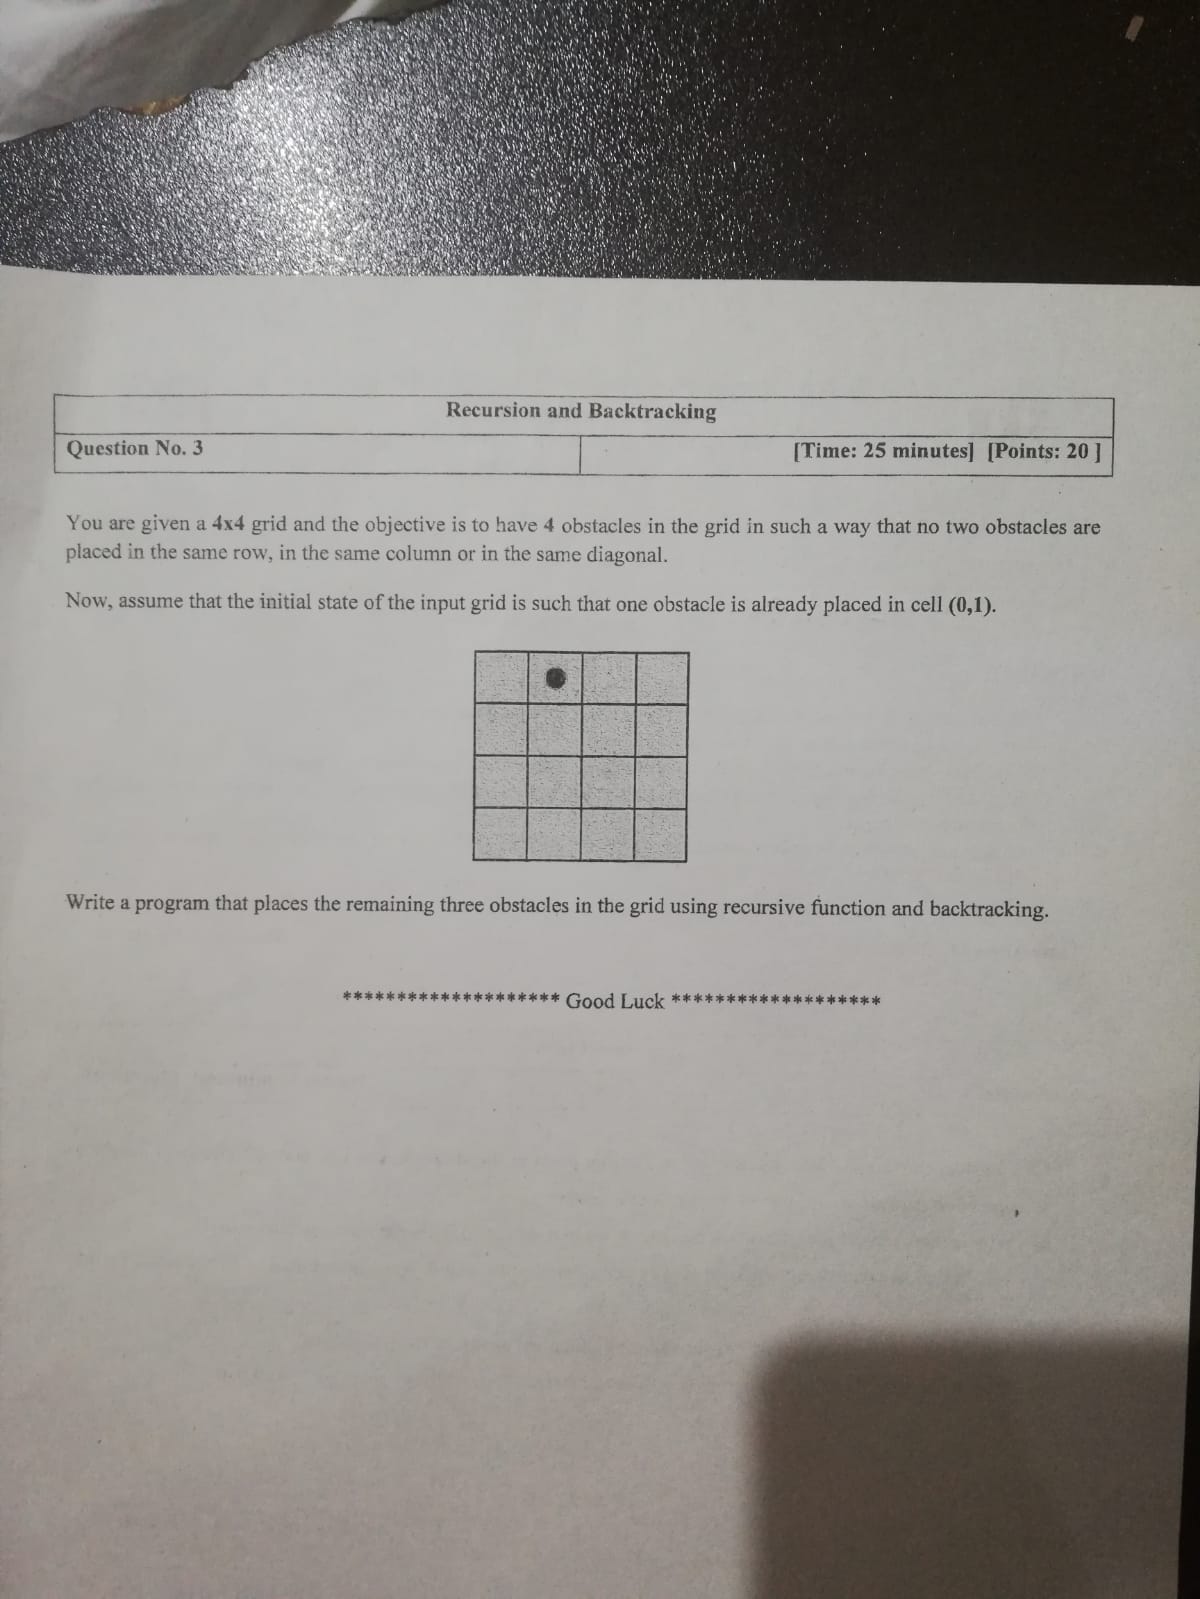 Recursion and Backtracking
Question No. 3 [Time: 25 minutes] [Points: 20 ]
You are given a 4x4 grid and the objective is to have 4 obstacles in the grid in such a way that no two obstacles are
placed in the same row, in the same column or in the same diagonal.
Now, assume that the initial state of the input grid is such that one obstacle is already placed in cell (0,1).
Write a program that places the remaining three obstacles in the grid using recursive function and backtracking.
******************** Good Luck *******************